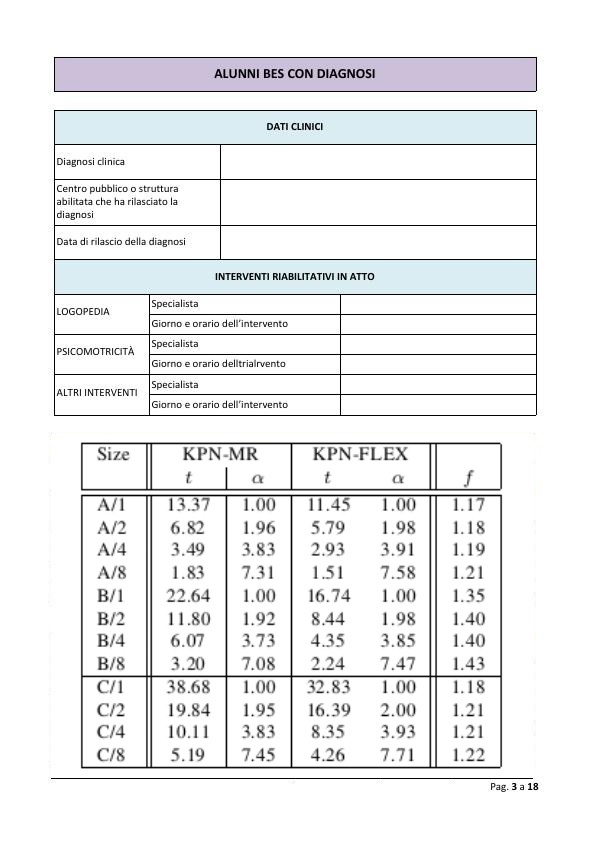 ALUNNI BES CON DIAGNOSI
DATI CLINICI
Diagnosi clinica
Centro pubblico o struttura
abilitata che ha rilasciato la
diagnosi
Data di rilascio della diagnosi
INTERVENTI RIABILITATIVI IN ATTO
LOGOPEDIA
Specialista
Giorno e orario dell'intervento
PSICOMOTRICITÀ
Specialista
Giorno e orario delltrialrvento
ALTRI INTERVENTI
Specialista
Giorno e orario dell'intervento
Size KPN-MR KPN-FLEX
t α t α f
A/1 13.37 1.00 11.45 1.00 1.17
A/2 6.82 1.96 5.79 1.98 1.18
A/4 3.49 3.83 2.93 3.91 1.19
A/8 1.83 7.31 1.51 7.58 1.21
B/1 22.64 1.00 16.74 1.00 1.35
B/2 11.80 1.92 8.44 1.98 1.40
B/4 6.07 3.73 4.35 3.85 1.40
B/8 3.20 7.08 2.24 7.47 1.43
C/1 38.68 1.00 32.83 1.00 1.18
C/2 19.84 1.95 16.39 2.00 1.21
C/4 10.11 3.83 8.35 3.93 1.21
C/8 5.19 7.45 4.26 7.71 1.22
Pag. 3 a 18